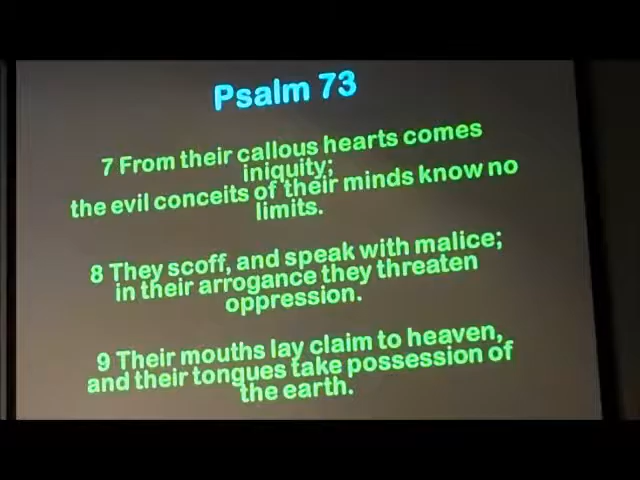 Psalm 73
7 From their callous hearts comes
iniquity;
the evil conceits of their minds know no
limits.
8 They scoff, and speak with malice;
in their arrogance they threaten
oppression.
9 Their mouths lay claim to heaven,
and their tongues take possession of
the earth.